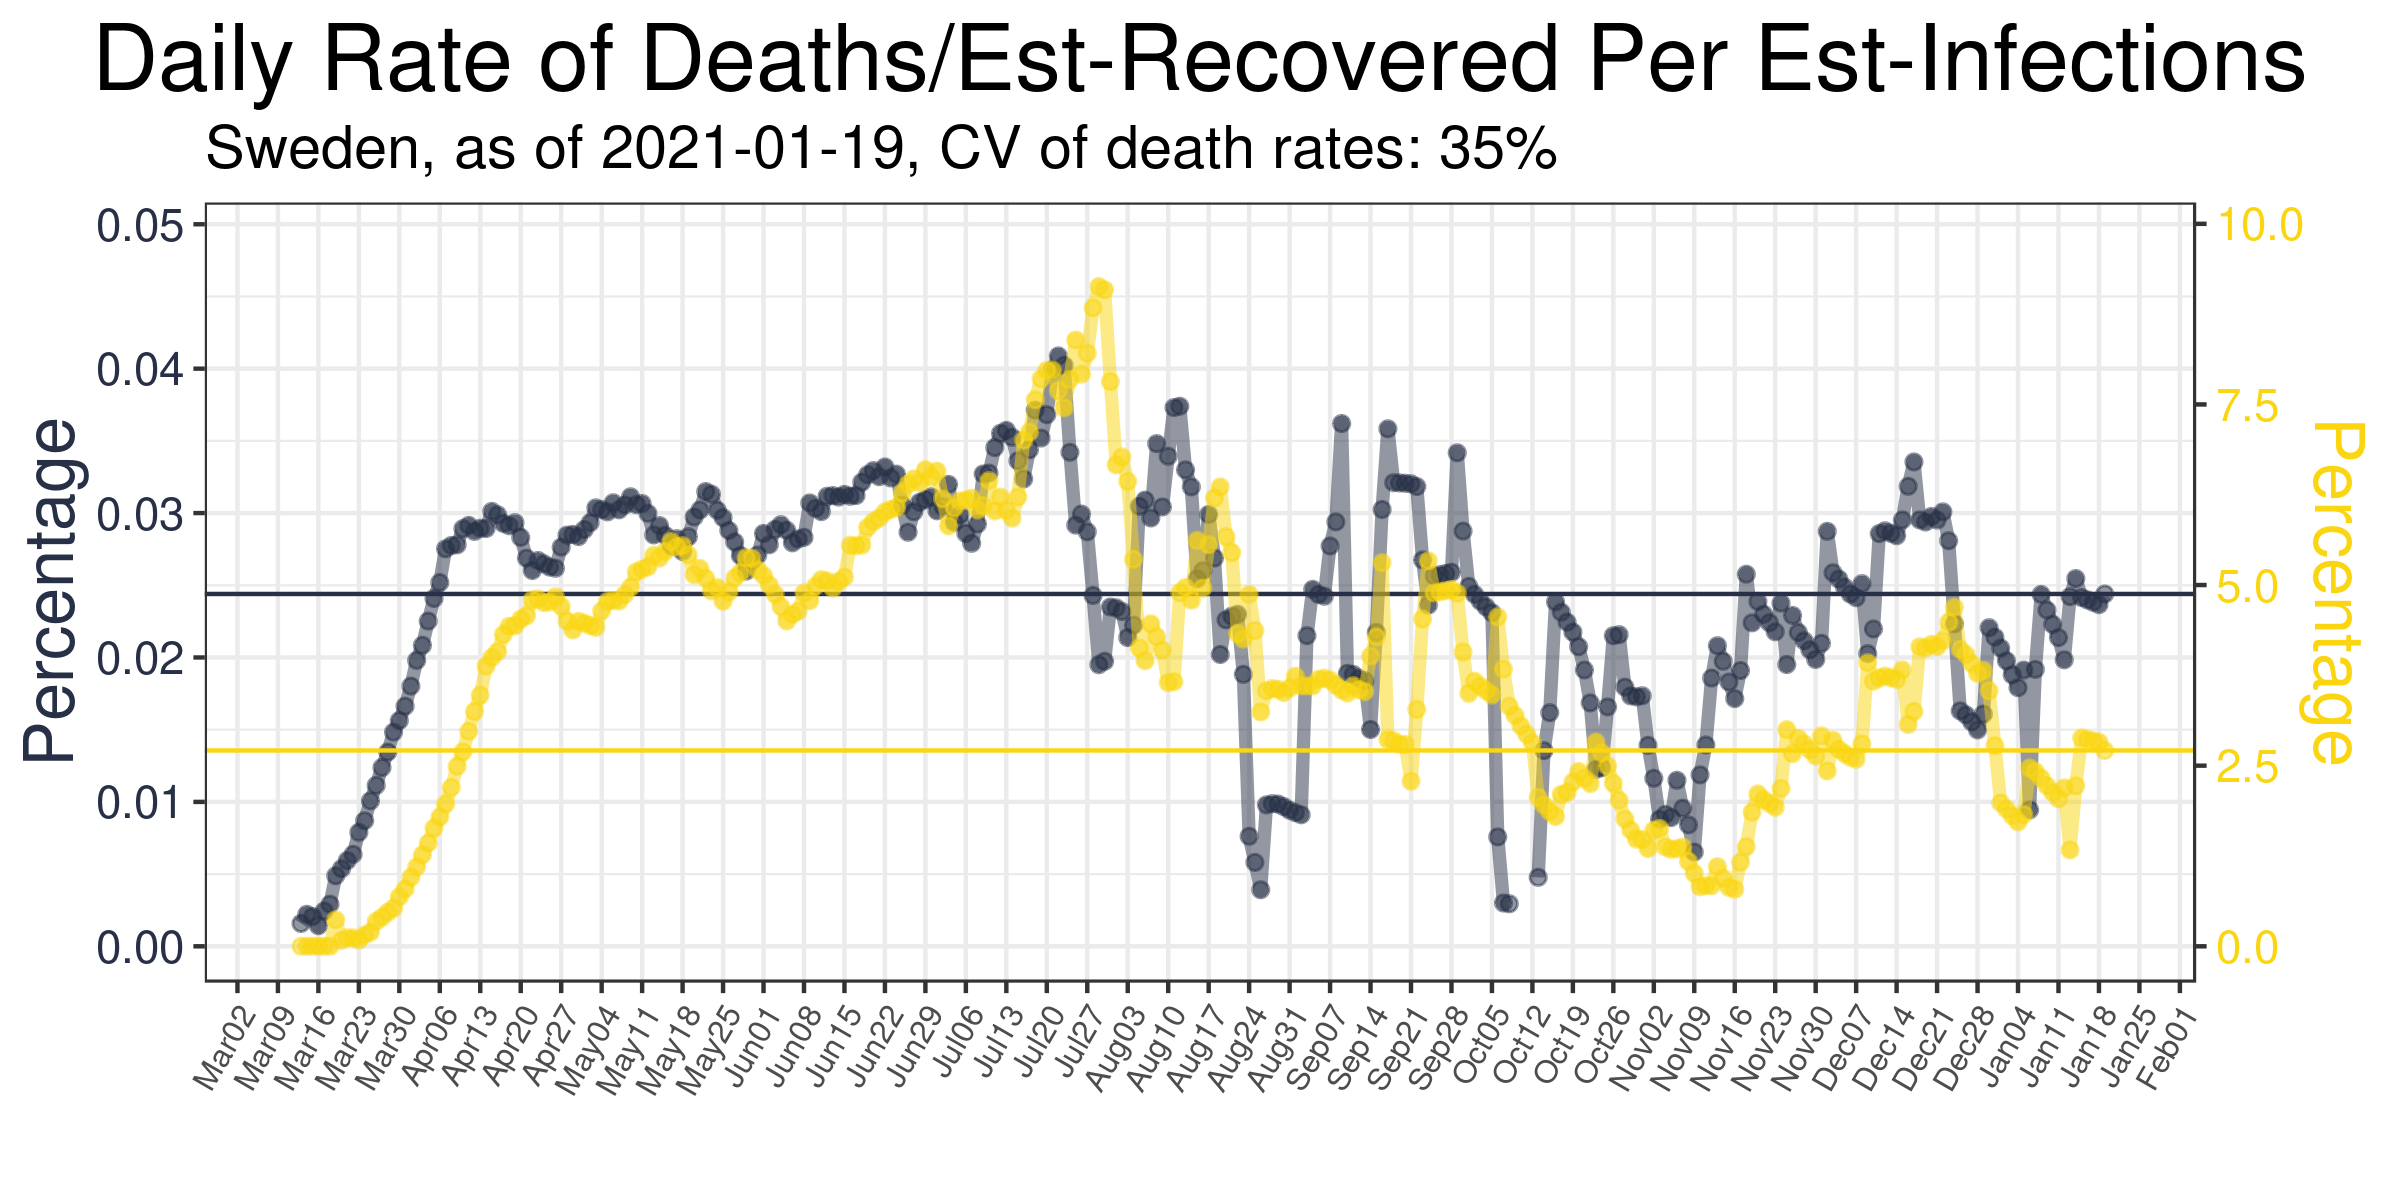 Daily Rate of Deaths/Est-Recovered Per Est-Infections
Sweden, as of 2021-01-19, CV of death rates: 35%
Percentage
0.05
0.04
0.03
0.02
0.01
0.00
10.0
7.5
5.0
2.5
0.0
Percentage
Mar02
Mar09
Mar16
Mar23
Mar30
Apr06
Apr13
Apr20
Apr27
May04
May11
May18
May25
Jun01
Jun08
Jun15
Jun22
Jun29
Jul06
Jul13
Jul20
Jul27
Aug03
Aug10
Aug17
Aug24
Aug31
Sep07
Sep14
Sep21
Sep28
Oct05
Oct12
Oct19
Oct26
Nov02
Nov09
Nov16
Nov23
Nov30
Dec07
Dec14
Dec21
Dec28
Jan04
Jan11
Jan18
Jan25
Feb01